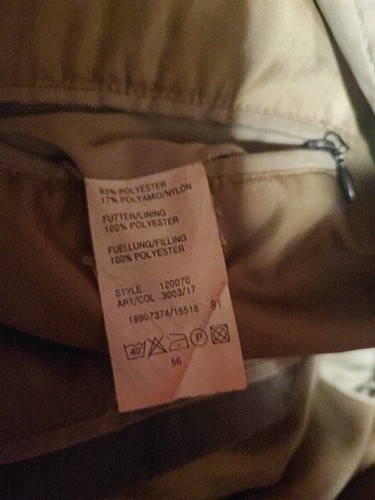 83% POLYESTER
17% POLYAMID/NYLON
FUTTER/LINING
100% POLYESTER
FUELLUNG/FILLING
100% POLYESTER
STYLE 120070
ART/COL 3003/17
19907374/15518 91
40 P
56